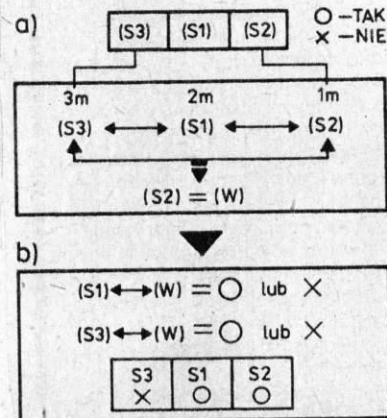 a)
(S3) (S1) (S2)
○ – TAK
× – NIE
3m 2m 1m
(S3) ⟷ (S1) ⟷ (S2)
(S2) = (W)
b)
(S1) ⟷ (W) = ○ lub ×
(S3) ⟷ (W) = ○ lub ×
S3 S1 S2
× ○ ○